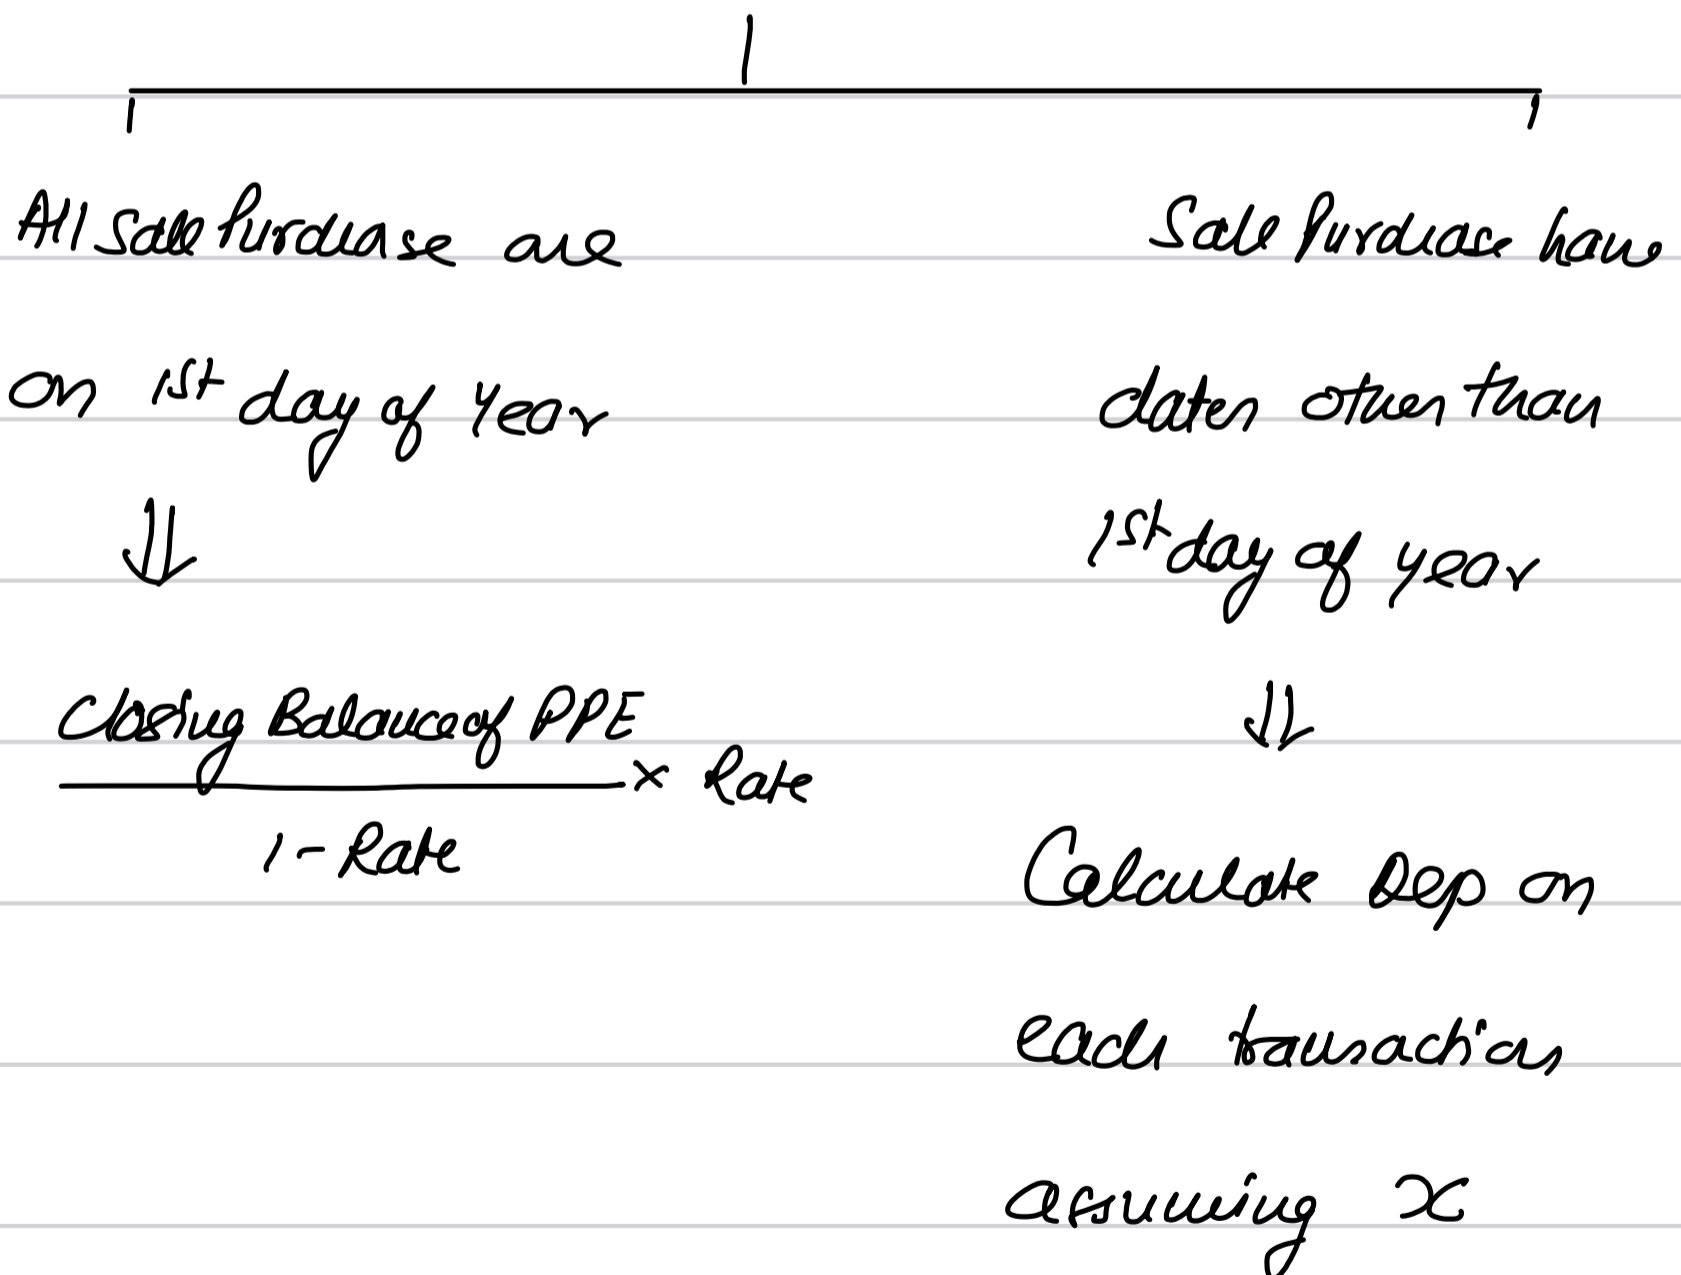 All Sale Purchase are
on 1st day of year
⇓
Closing Balance of PPE
× Rate
1 - Rate
Sale Purchase have
dates other than
1st day of year
⇓
Calculate Dep on
each transaction
assuming x